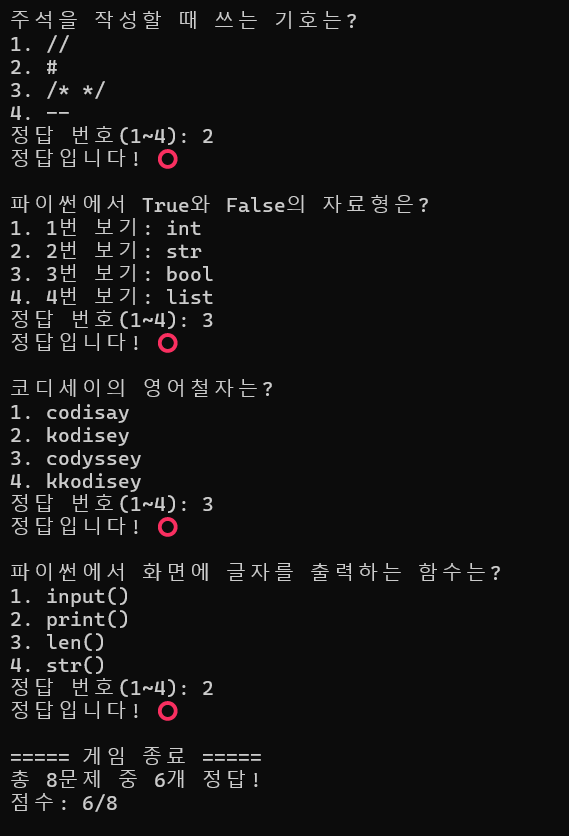 주석을 작성할 때 쓰는 기호는?
1. //
2. #
3. /* */
4. --
정답 번호(1~4): 2
정답입니다! ⭕
파이썬에서 True와 False의 자료형은?
1. 1번 보기: int
2. 2번 보기: str
3. 3번 보기: bool
4. 4번 보기: list
정답 번호(1~4): 3
정답입니다! ⭕
코디세이의 영어철자는?
1. codisay
2. kodisey
3. codyssey
4. kkodisey
정답 번호(1~4): 3
정답입니다! ⭕
파이썬에서 화면에 글자를 출력하는 함수는?
1. input()
2. print()
3. len()
4. str()
정답 번호(1~4): 2
정답입니다! ⭕
===== 게임 종료 =====
총 8문제 중 6개 정답!
점수: 6/8